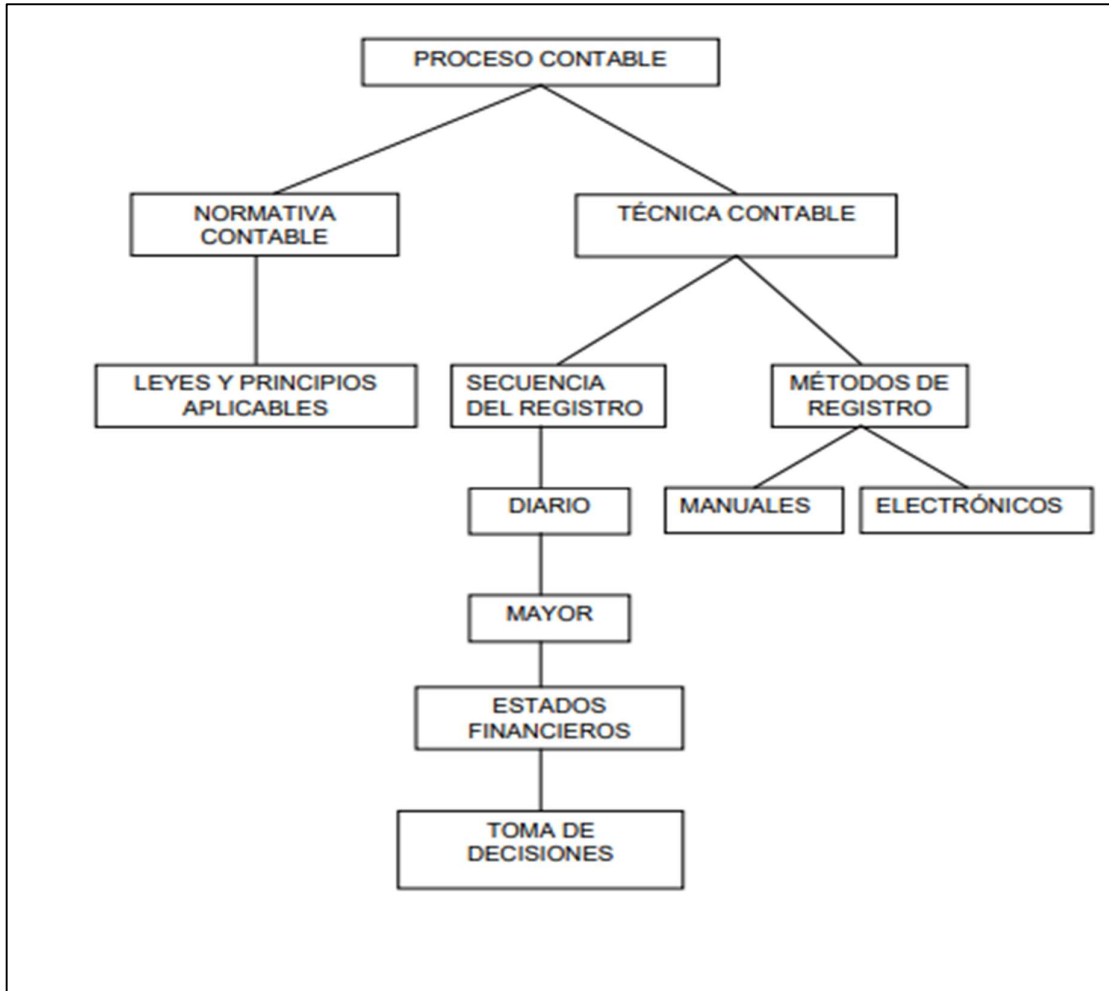 PROCESO CONTABLE
NORMATIVA
CONTABLE
TÉCNICA CONTABLE
LEYES Y PRINCIPIOS
APLICABLES
SECUENCIA
DEL REGISTRO
MÉTODOS DE
REGISTRO
DIARIO
MANUALES
ELECTRÓNICOS
MAYOR
ESTADOS
FINANCIEROS
TOMA DE
DECISIONES